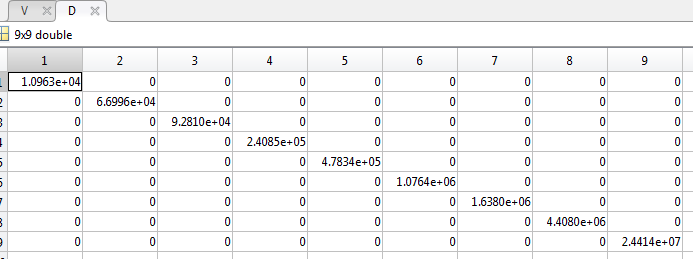 V D
9x9 double
1 2 3 4 5 6 7 8 9
1 1.0963e+04 0 0 0 0 0 0 0 0
2 0 6.6996e+04 0 0 0 0 0 0 0
3 0 0 9.2810e+04 0 0 0 0 0 0
4 0 0 0 2.4085e+05 0 0 0 0 0
5 0 0 0 0 4.7834e+05 0 0 0 0
6 0 0 0 0 0 1.0764e+06 0 0 0
7 0 0 0 0 0 0 1.6380e+06 0 0
8 0 0 0 0 0 0 0 4.4080e+06 0
9 0 0 0 0 0 0 0 0 2.4414e+07